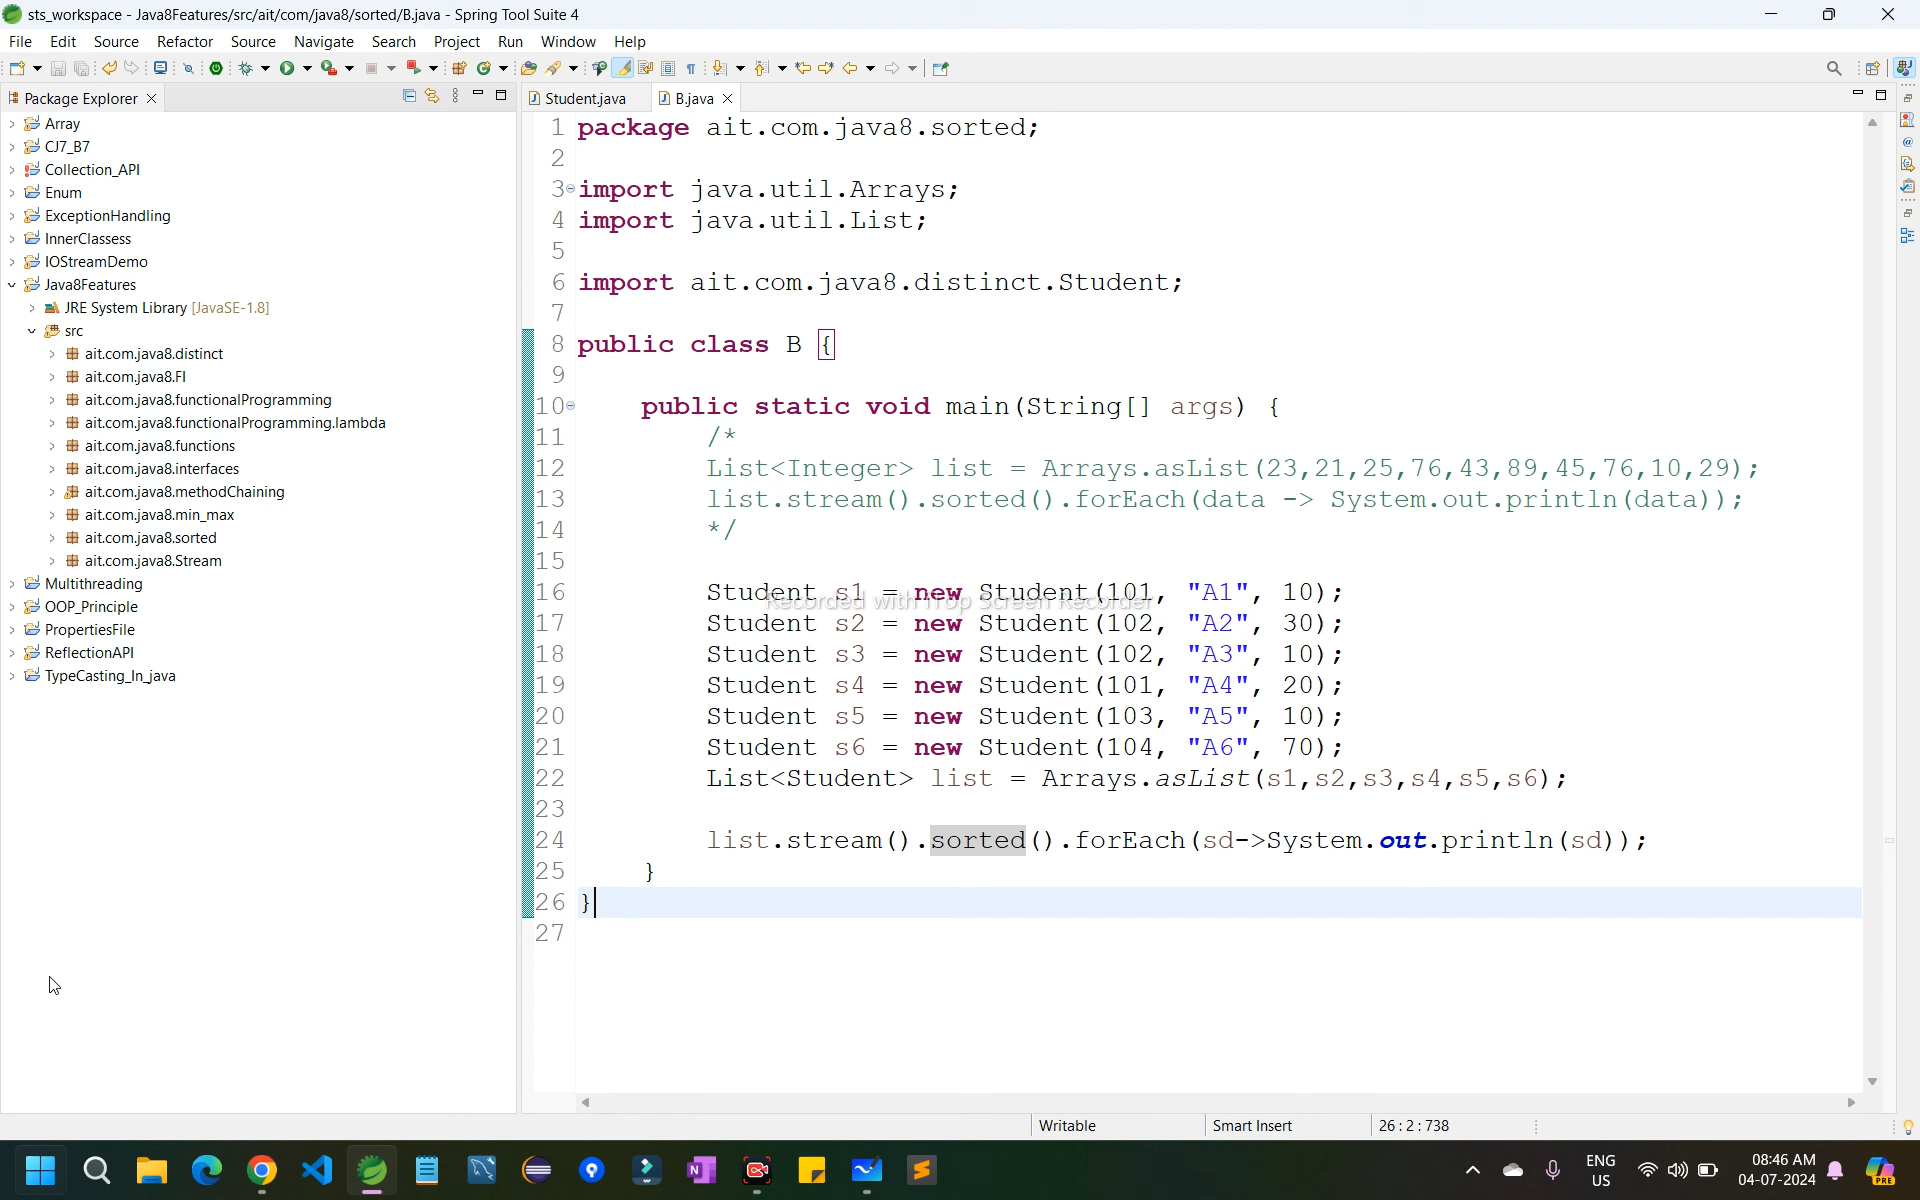 sts_workspace - Java8Features/src/ait/com/java8/sorted/B.java - Spring Tool Suite 4
File Edit Source Refactor Source Navigate Search Project Run Window Help
Package Explorer
Student.java
B.java
Array
CJ7_B7
Collection_API
Enum
ExceptionHandling
InnerClassess
IOStreamDemo
Java8Features
JRE System Library [JavaSE-1.8]
src
ait.com.java8.distinct
ait.com.java8.FI
ait.com.java8.functionalProgramming
ait.com.java8.functionalProgramming.lambda
ait.com.java8.functions
ait.com.java8.interfaces
ait.com.java8.methodChaining
ait.com.java8.min_max
ait.com.java8.sorted
ait.com.java8.Stream
Multithreading
OOP_Principle
PropertiesFile
ReflectionAPI
TypeCasting_In_java
1 package ait.com.java8.sorted;
2
3 import java.util.Arrays;
4 import java.util.List;
5
6 import ait.com.java8.distinct.Student;
7
8 public class B {
9
10 public static void main(String[] args) {
11 /*
12 List<Integer> list = Arrays.asList(23,21,25,76,43,89,45,76,10,29);
13 list.stream().sorted().forEach(data -> System.out.println(data));
14 */
15
16 Student s1 = new Student(101, "A1", 10);
Recorded with iTop Screen Recorder
17 Student s2 = new Student(102, "A2", 30);
18 Student s3 = new Student(102, "A3", 10);
19 Student s4 = new Student(101, "A4", 20);
20 Student s5 = new Student(103, "A5", 10);
21 Student s6 = new Student(104, "A6", 70);
22 List<Student> list = Arrays.asList(s1,s2,s3,s4,s5,s6);
23
24 list.stream().sorted().forEach(sd->System.out.println(sd));
25 }
26 }
27
Writable Smart Insert 26 : 2 : 738
ENG
US
08:46 AM
04-07-2024
PRE